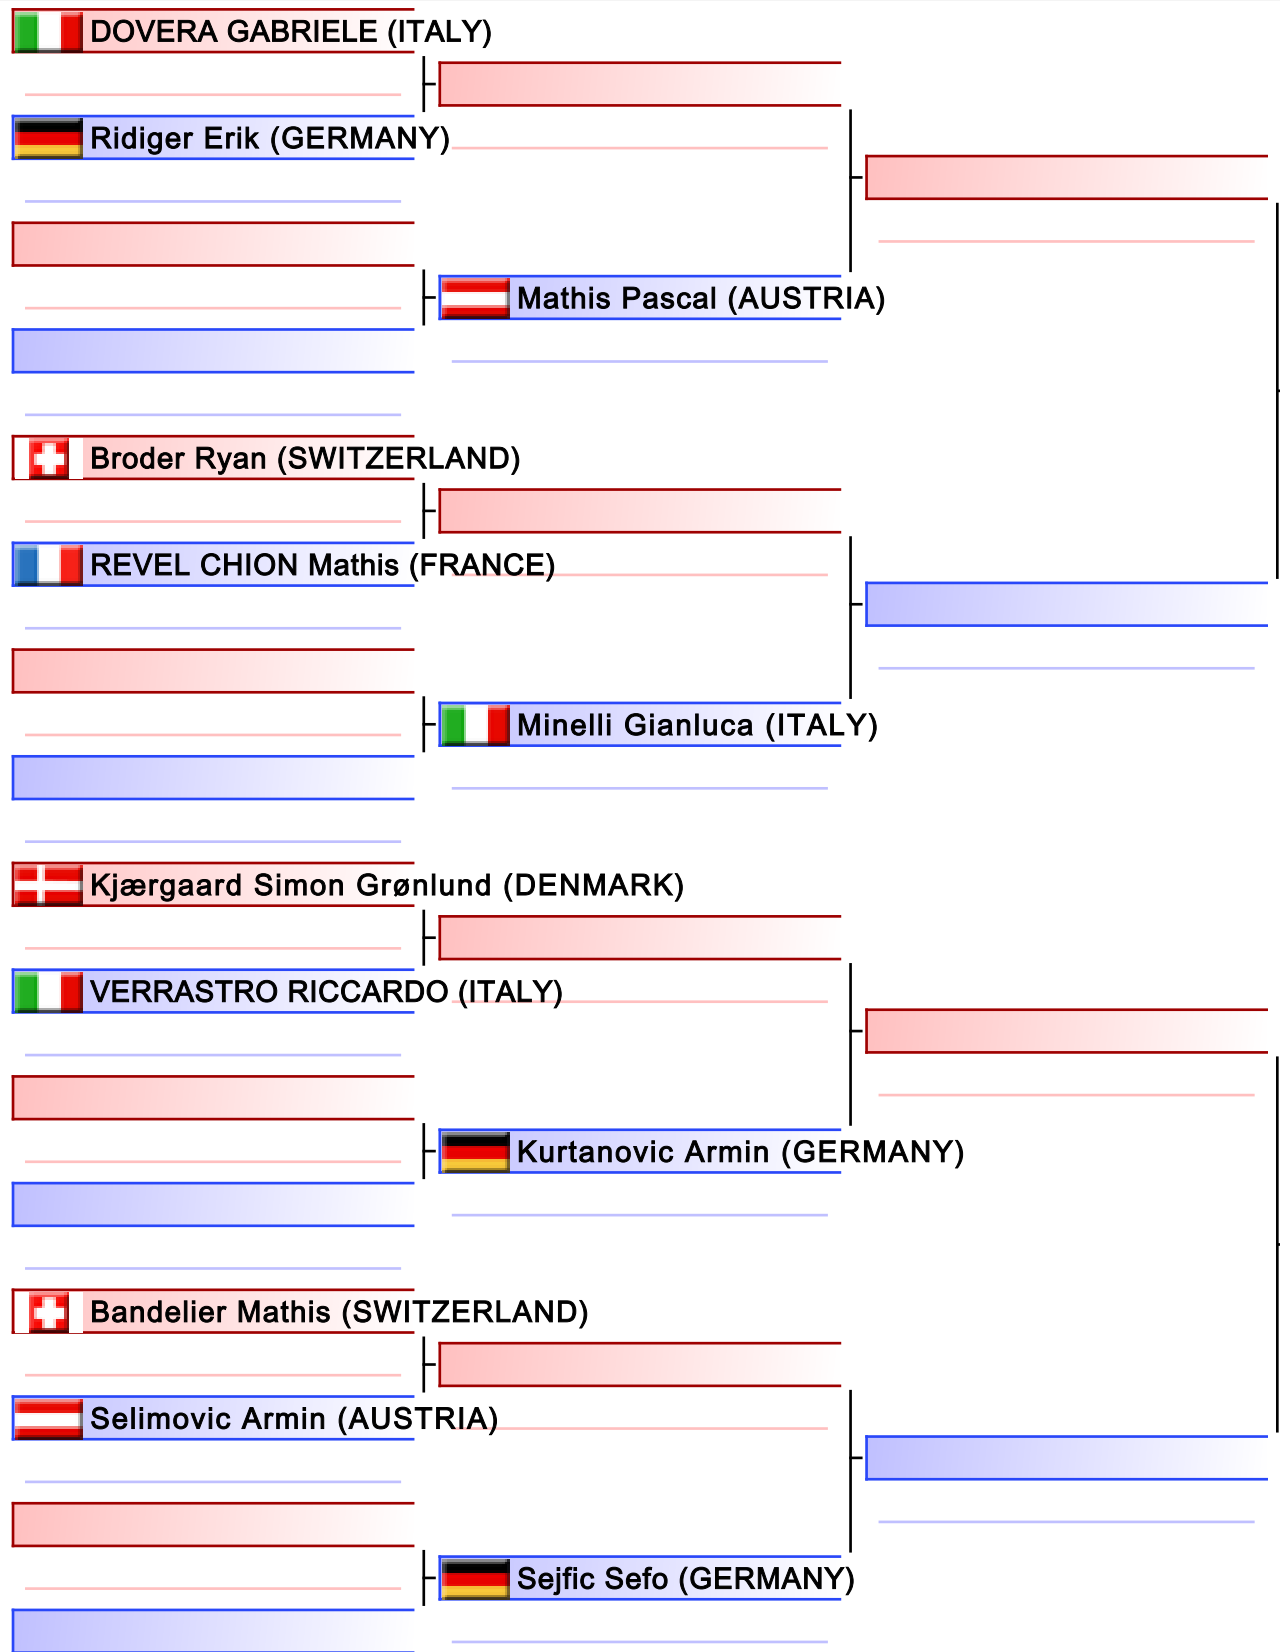 DOVERA GABRIELE (ITALY)
Ridiger Erik (GERMANY)
Mathis Pascal (AUSTRIA)
Broder Ryan (SWITZERLAND)
REVEL CHION Mathis (FRANCE)
Minelli Gianluca (ITALY)
Kjærgaard Simon Grønlund (DENMARK)
VERRASTRO RICCARDO (ITALY)
Kurtanovic Armin (GERMANY)
Bandelier Mathis (SWITZERLAND)
Selimovic Armin (AUSTRIA)
Sejfic Sefo (GERMANY)